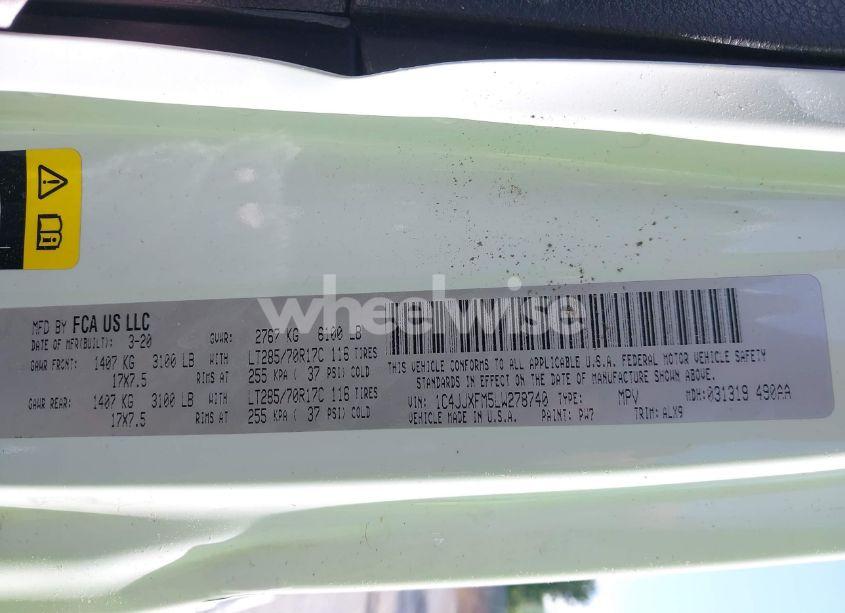 wheelwise
MFD BY FCA US LLC
DATE OF MFR(BUILT): 3-20 GVWR: 2767 KG 6100 LB
GAWR FRONT: 1407 KG 3100 LB WITH LT285/70R17C 116 TIRES
17X7.5 RIMS AT 255 KPA ( 37 PSI) COLD
GAWR REAR: 1407 KG 3100 LB WITH LT285/70R17C 116 TIRES
17X7.5 RIMS AT 255 KPA ( 37 PSI) COLD
THIS VEHICLE CONFORMS TO ALL APPLICABLE U.S.A. FEDERAL MOTOR VEHICLE SAFETY
STANDARDS IN EFFECT ON THE DATE OF MANUFACTURE SHOWN ABOVE.
VIN: 1C4JJXFM5LW278740 TYPE: MPV MDH: 031319 490AA
VEHICLE MADE IN U.S.A. PAINT: PW7 TRIM: ALX9